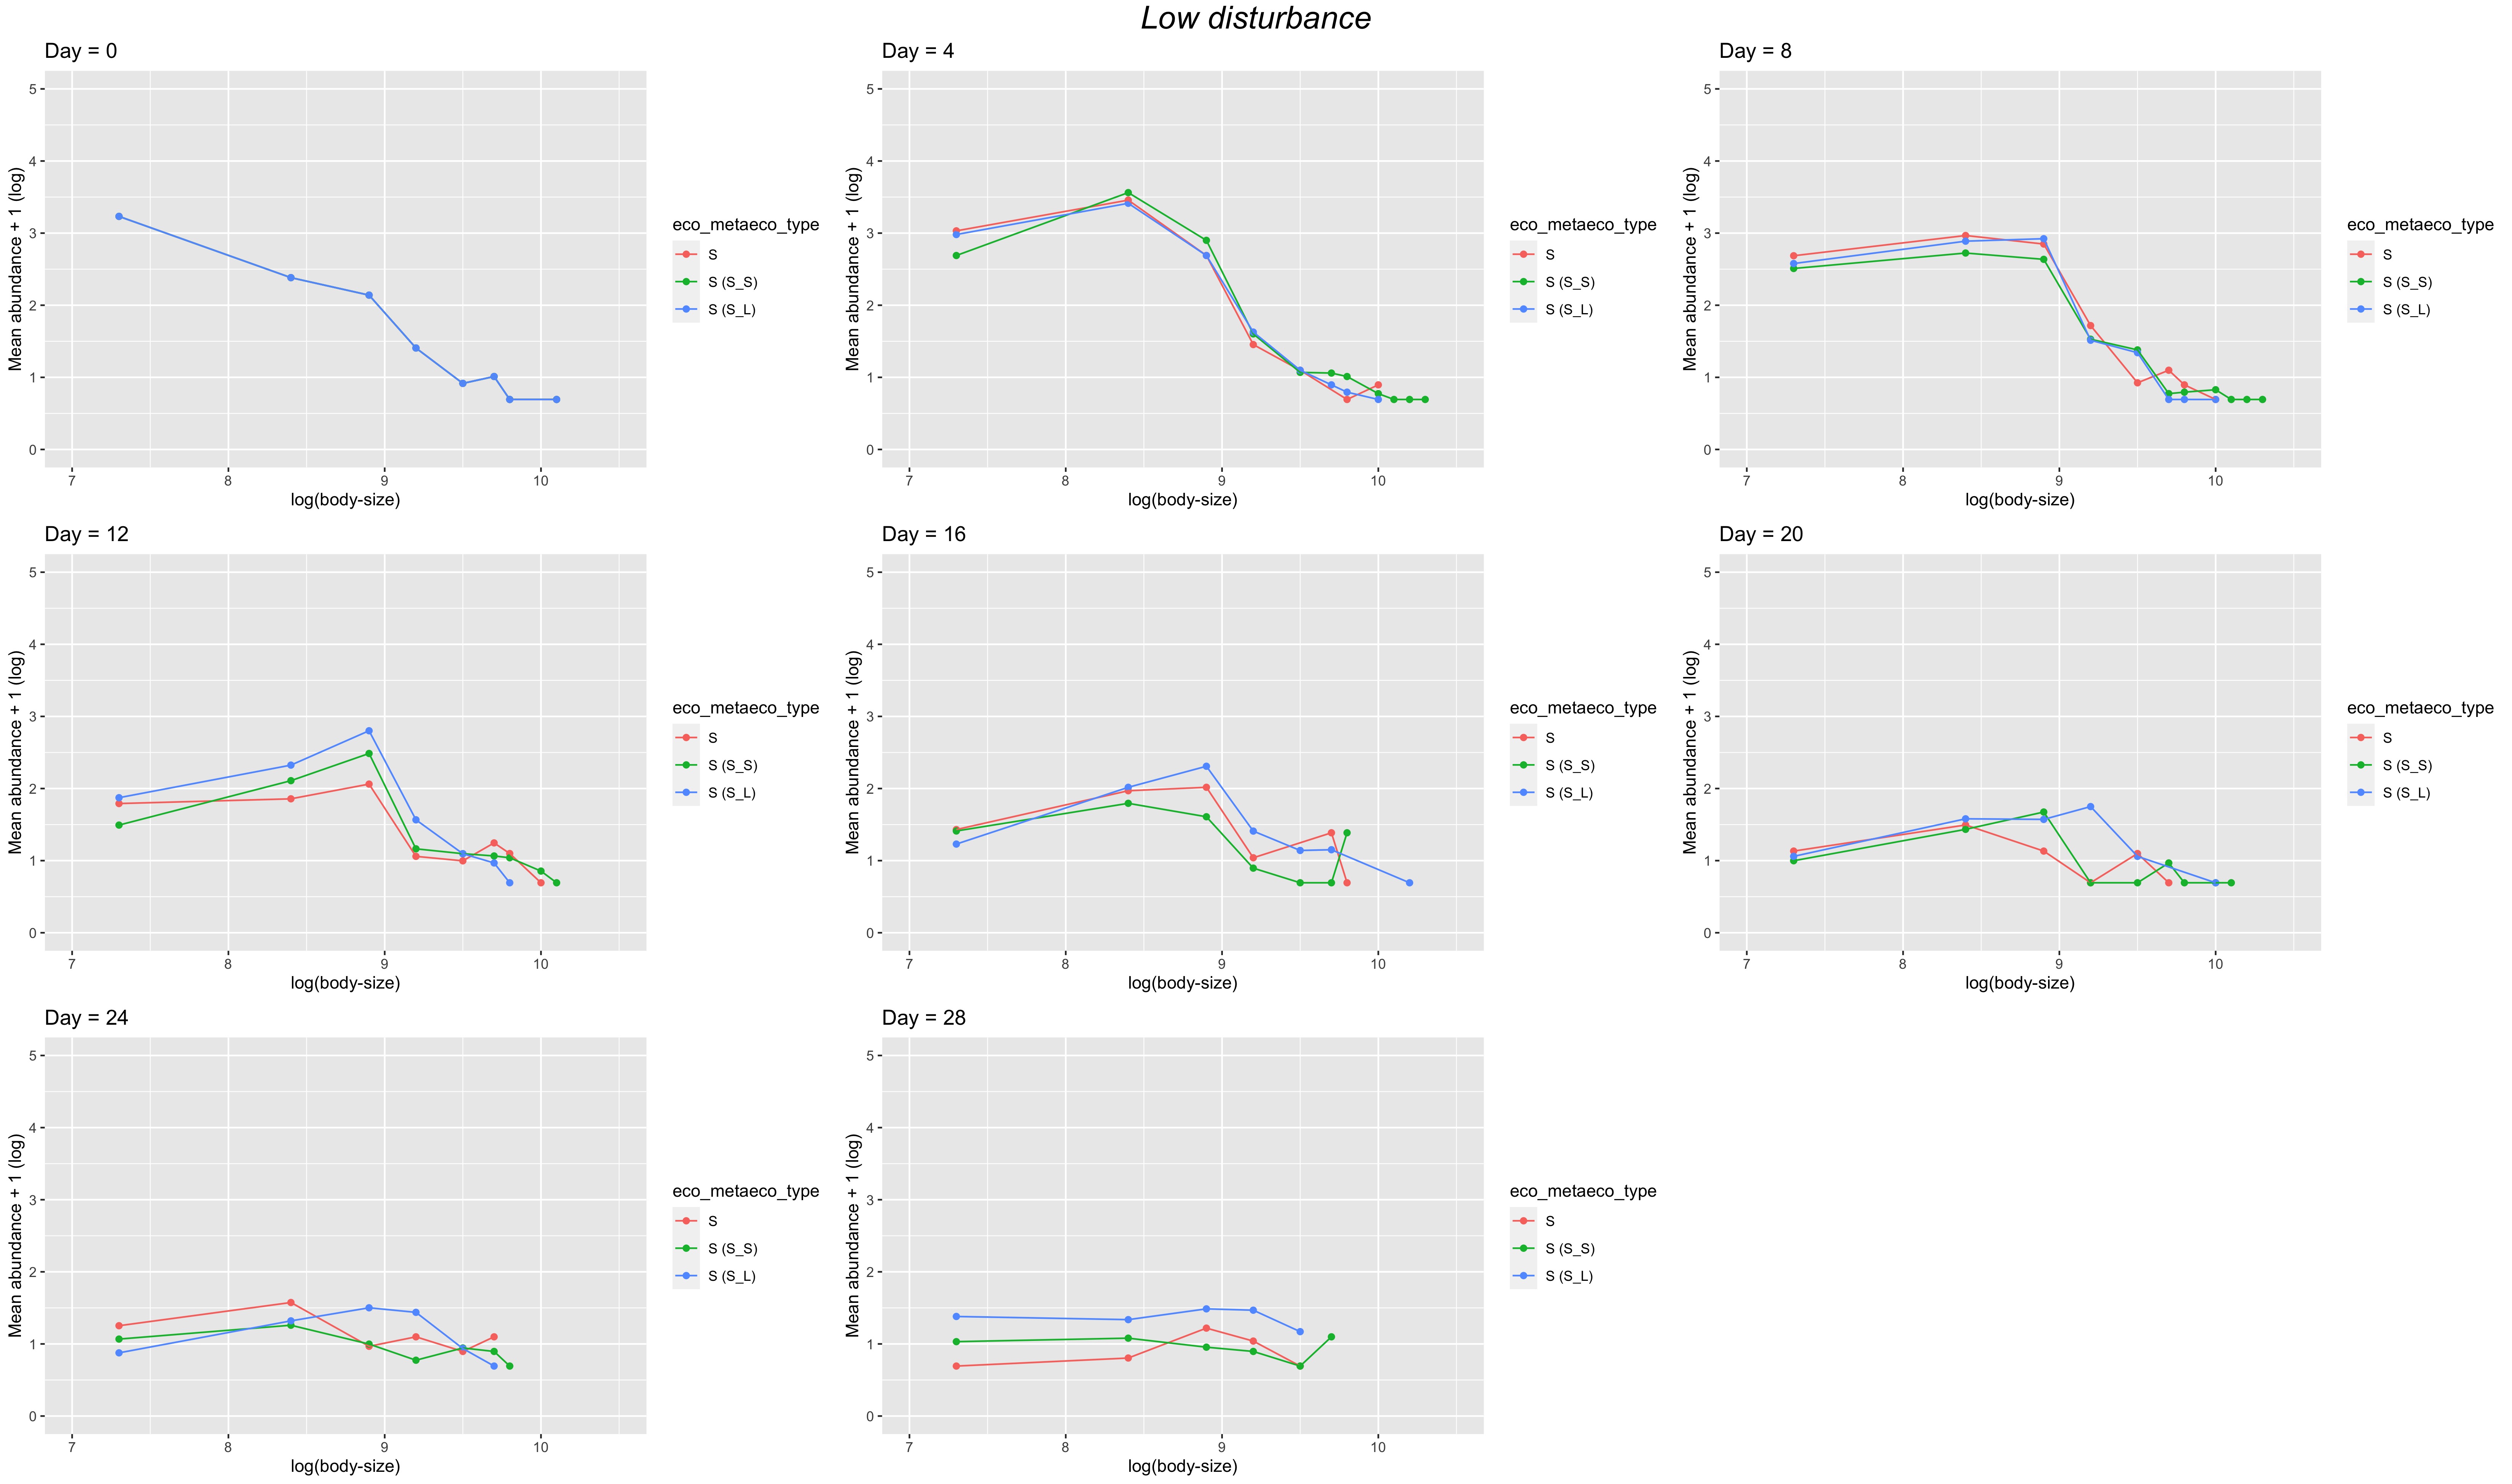 Low disturbance
Day = 0
Mean abundance + 1 (log)
5
4
3
2
1
0
7 8 9 10
log(body-size)
eco_metaeco_type
S
S (S_S)
S (S_L)
Day = 4
Mean abundance + 1 (log)
5
4
3
2
1
0
7 8 9 10
log(body-size)
eco_metaeco_type
S
S (S_S)
S (S_L)
Day = 8
Mean abundance + 1 (log)
5
4
3
2
1
0
7 8 9 10
log(body-size)
eco_metaeco_type
S
S (S_S)
S (S_L)
Day = 12
Mean abundance + 1 (log)
5
4
3
2
1
0
7 8 9 10
log(body-size)
eco_metaeco_type
S
S (S_S)
S (S_L)
Day = 16
Mean abundance + 1 (log)
5
4
3
2
1
0
7 8 9 10
log(body-size)
eco_metaeco_type
S
S (S_S)
S (S_L)
Day = 20
Mean abundance + 1 (log)
5
4
3
2
1
0
7 8 9 10
log(body-size)
eco_metaeco_type
S
S (S_S)
S (S_L)
Day = 24
Mean abundance + 1 (log)
5
4
3
2
1
0
7 8 9 10
log(body-size)
eco_metaeco_type
S
S (S_S)
S (S_L)
Day = 28
Mean abundance + 1 (log)
5
4
3
2
1
0
7 8 9 10
log(body-size)
eco_metaeco_type
S
S (S_S)
S (S_L)